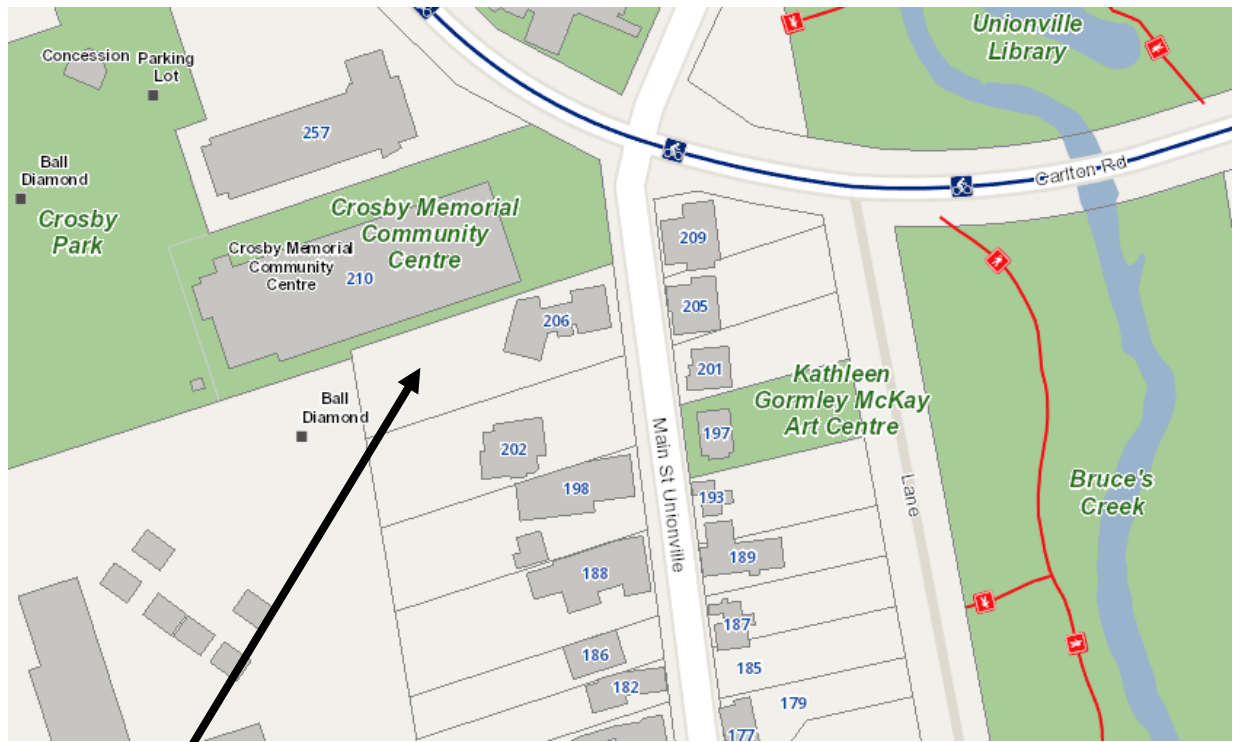 Unionville
Library
Concession
Parking
Lot
257
Ball
Diamond
Carlton Rd
Crosby
Park
Crosby Memorial
Community
Centre
Crosby Memorial
Community
Centre
210
209
205
206
201
Kathleen
Gormley McKay
Art Centre
Ball
Diamond
197
202
Main St Unionville
198
193
Lane
Bruce's
Creek
189
188
187
186
185
182
179
177